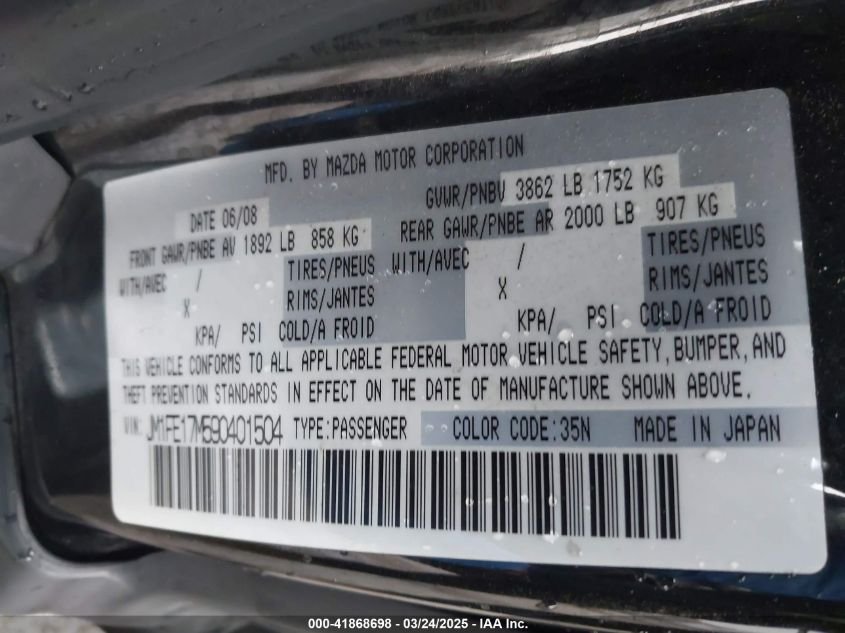 MFD. BY MAZDA MOTOR CORPORATION
DATE 06/08 GVWR/PNBV 3862 LB 1752 KG
FRONT GAWR/PNBE AV 1892 LB 858 KG REAR GAWR/PNBE AR 2000 LB 907 KG
WITH/AVEC / TIRES/PNEUS WITH/AVEC / TIRES/PNEUS
X RIMS/JANTES X RIMS/JANTES
KPA/ PSI COLD/A FROID KPA/ PSI COLD/A FROID
THIS VEHICLE CONFORMS TO ALL APPLICABLE FEDERAL MOTOR VEHICLE SAFETY, BUMPER, AND
THEFT PREVENTION STANDARDS IN EFFECT ON THE DATE OF MANUFACTURE SHOWN ABOVE.
VIN: JM1FE17M590401504 TYPE:PASSENGER COLOR CODE:35N MADE IN JAPAN
000-41868698 - 03/24/2025 - IAA Inc.